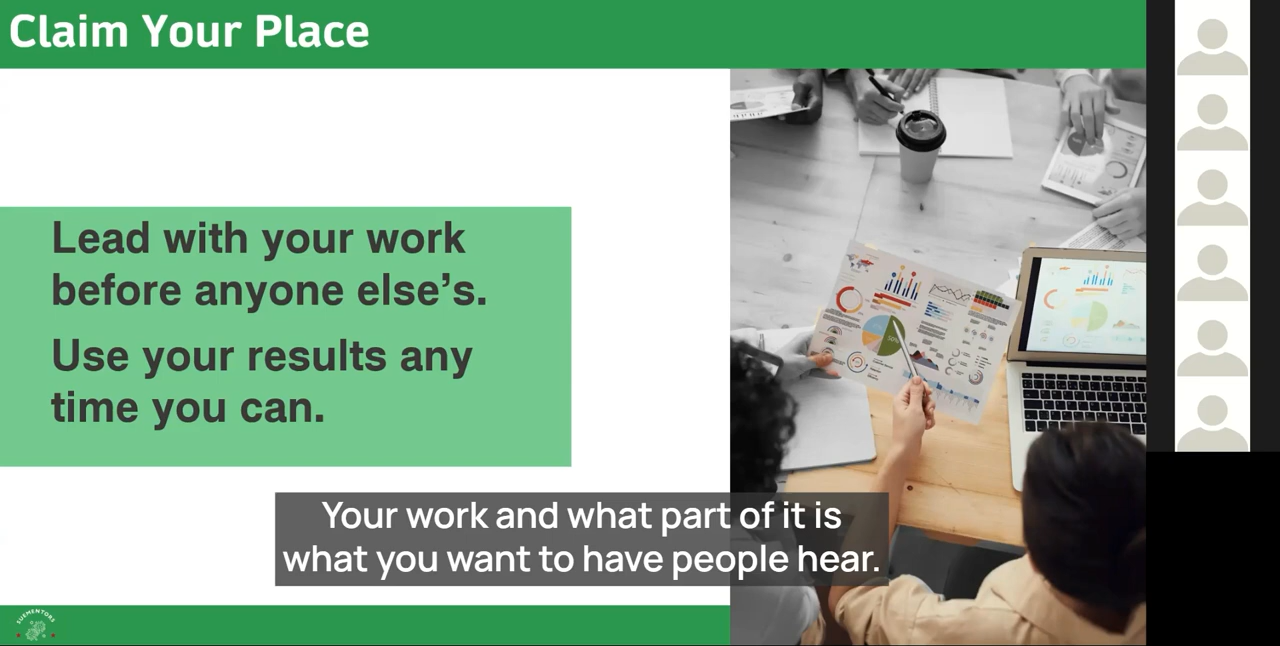 Claim Your Place
Lead with your work
before anyone else’s.
Use your results any
time you can.
Your work and what part of it is
what you want to have people hear.
SUEMENTORS